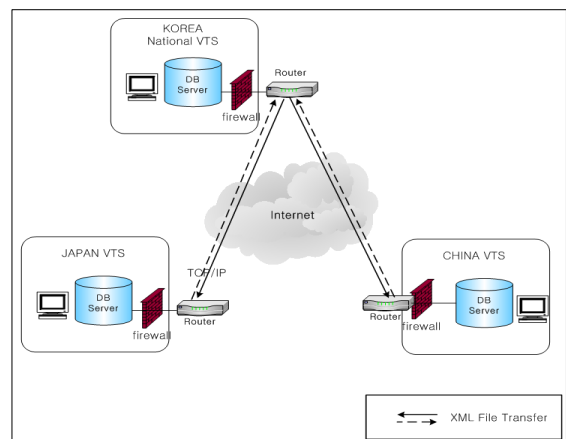 KOREA
National VTS
DB
Server
firewall
Router
Internet
JAPAN VTS
DB
Server
firewall
TCP/IP
Router
CHINA VTS
Router
firewall
DB
Server
XML File Transfer